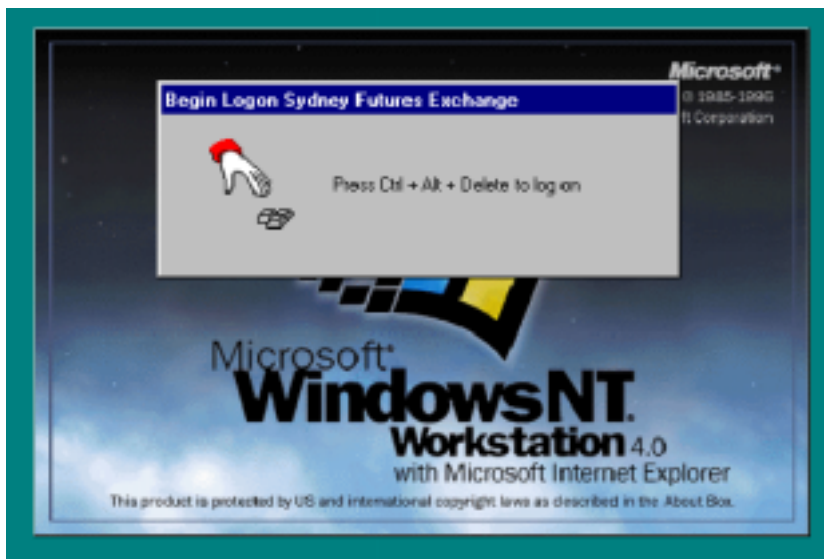 Microsoft®
Begin Logon Sydney Futures Exchange
© 1985-1996
ft Corporation
Press Ctrl + Alt + Delete to log on
Microsoft®
WindowsNT.
Workstation 4.0
with Microsoft Internet Explorer
This product is protected by US and international copyright laws as described in the About Box.